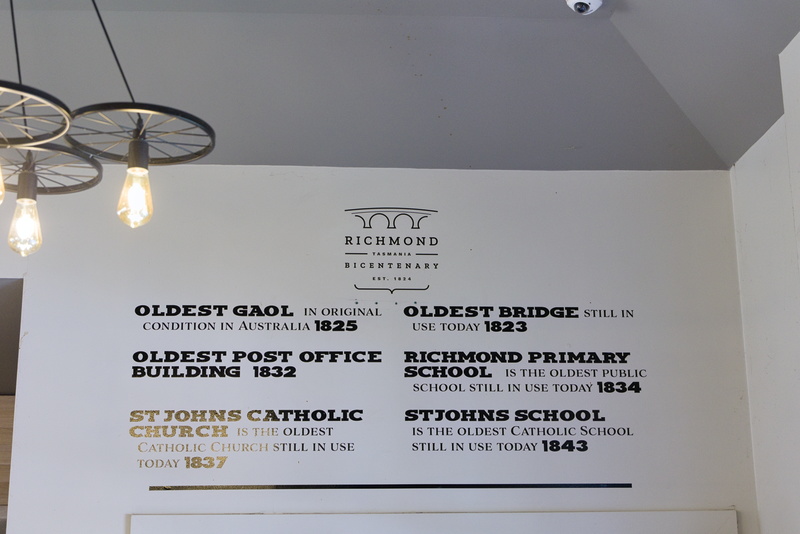 RICHMOND
TASMANIA
BICENTENARY
EST. 1824
OLDEST GAOL IN ORIGINAL
CONDITION IN AUSTRALIA 1825
OLDEST BRIDGE STILL IN
USE TODAY 1823
OLDEST POST OFFICE
BUILDING 1832
RICHMOND PRIMARY
SCHOOL IS THE OLDEST PUBLIC
SCHOOL STILL IN USE TODAY 1834
ST JOHNS CATHOLIC
CHURCH IS THE OLDEST
CATHOLIC CHURCH STILL IN USE
TODAY 1837
STJOHNS SCHOOL
IS THE OLDEST CATHOLIC SCHOOL
STILL IN USE TODAY 1843